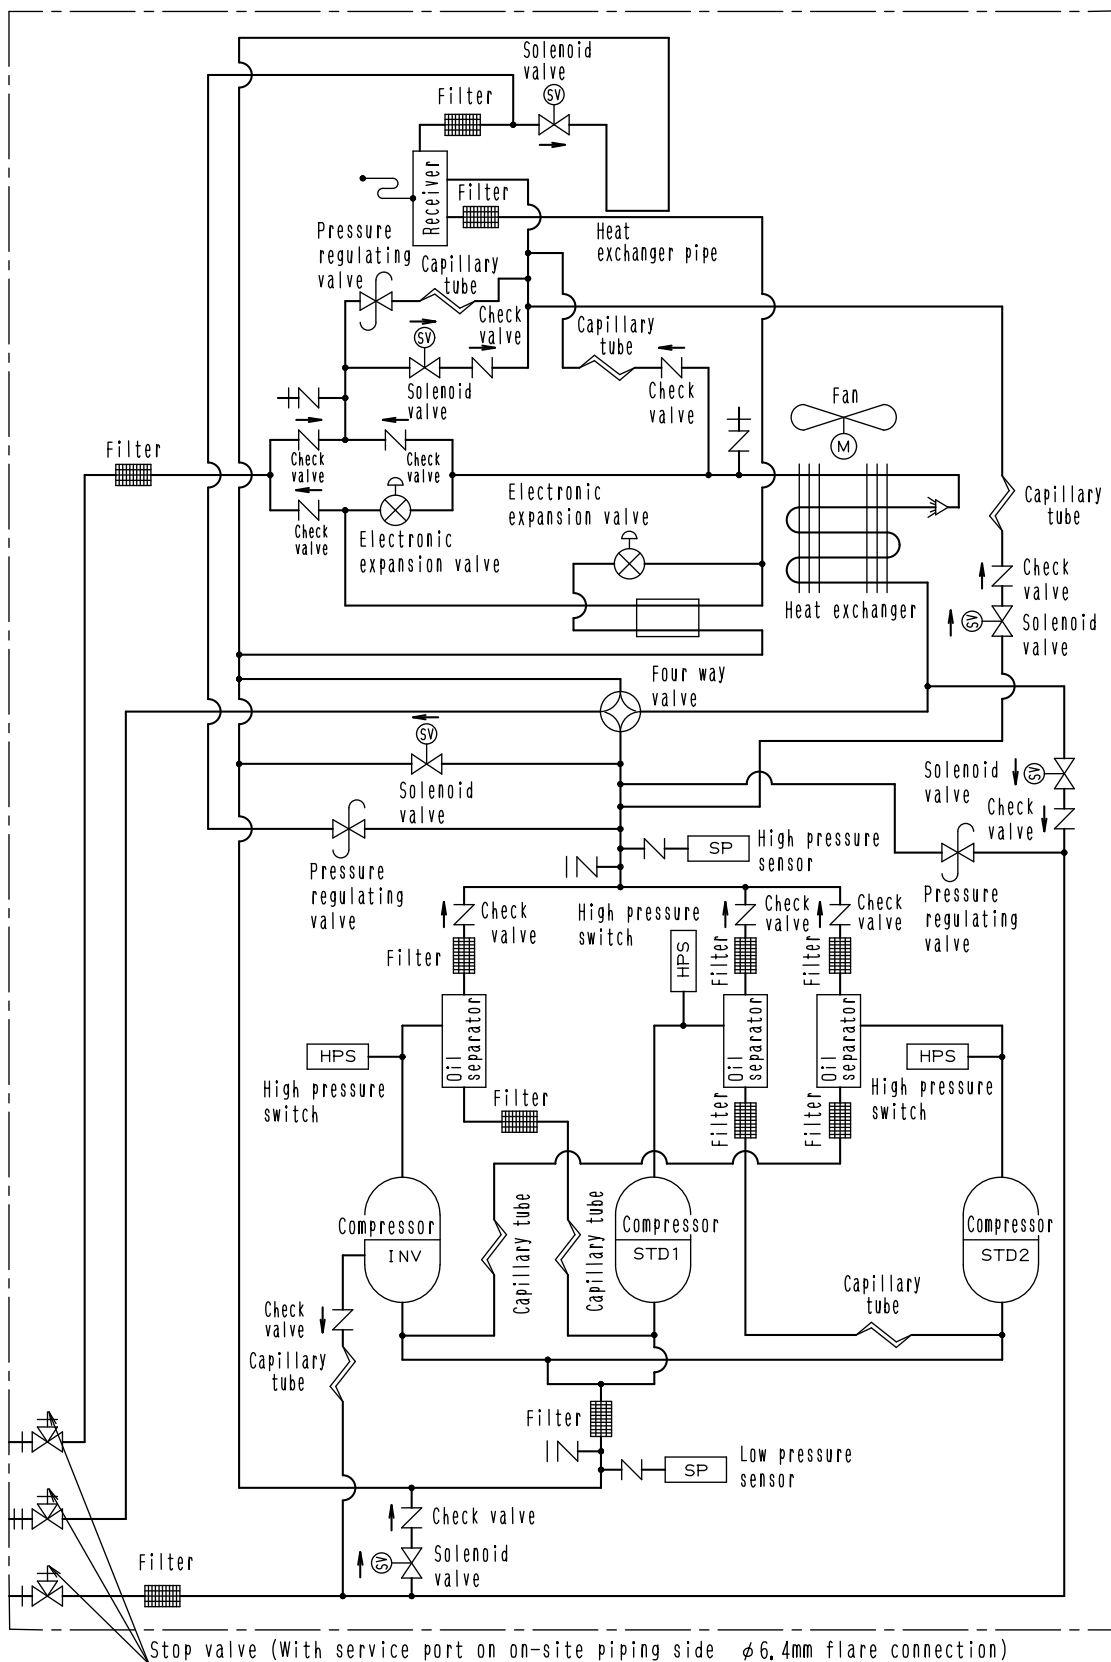 Solenoid
valve
SV
Filter
Receiver
Filter
Heat
exchanger pipe
Pressure
regulating
valve
Capillary
tube
Check
valve
SV
Solenoid
valve
Capillary
tube
Check
valve
Fan
M
Filter
Check
valve
Check
valve
Check
valve
Electronic
expansion valve
Electronic
expansion valve
Capillary
tube
Check
valve
SV
Solenoid
valve
Heat exchanger
Four way
valve
SV
Solenoid
valve
Solenoid
valve
SV
Check
valve
Pressure
regulating
valve
SP
High pressure
sensor
Pressure
regulating
valve
Check
valve
High pressure
switch
Check
valve
Check
valve
Filter
HPS
Filter
Filter
Oil
separator
Oil
separator
Oil
separator
HPS
High pressure
switch
HPS
High pressure
switch
Filter
Filter
Filter
Compressor
INV
Capillary tube
Capillary tube
Compressor
STD1
Compressor
STD2
Capillary
tube
Check
valve
Capillary
tube
Filter
SP
Low pressure
sensor
Check valve
SV
Solenoid
valve
Filter
Stop valve (With service port on on-site piping side φ6.4mm flare connection)